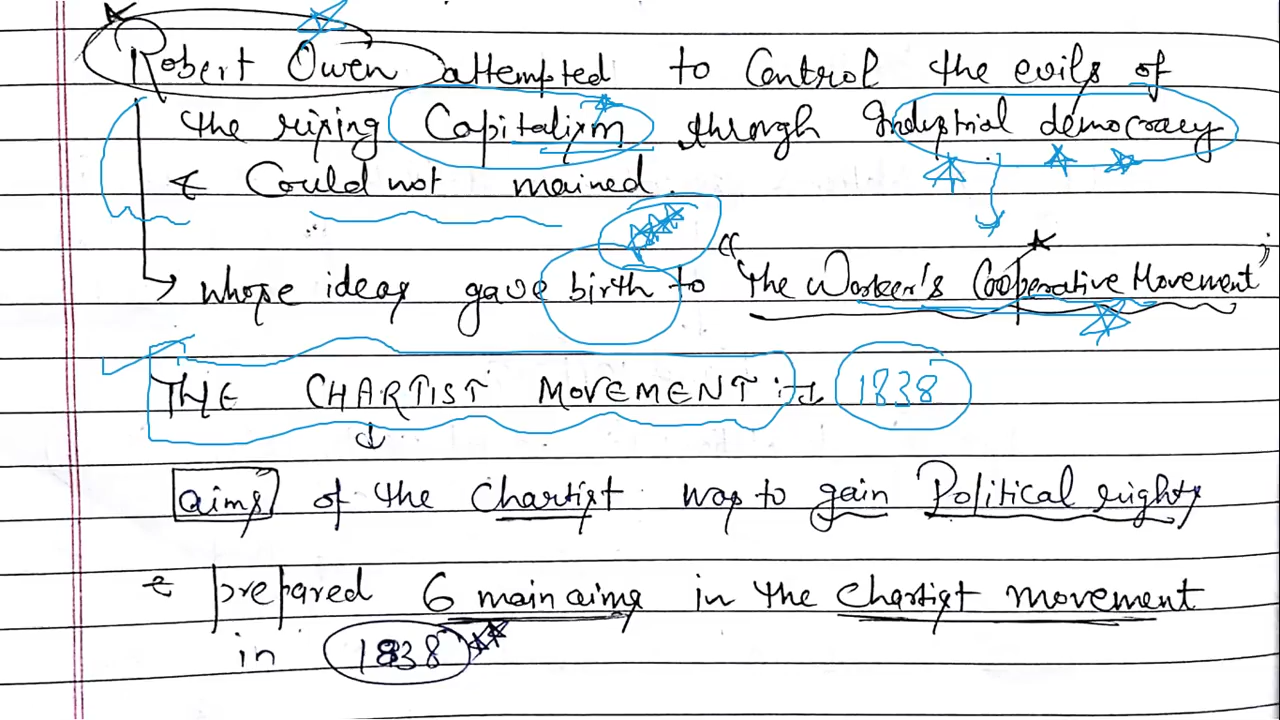 Robert Owen attempted to Control the evils of
the rising Capitalism through Industrial democracy
& Could not mained.
→ whose ideas gave birth to "the Worker's Cooperative Movement"
THE CHARTIST MOVEMENT :→ 1838
↓
aims of the Chartist was to gain Political rights
& prepared 6 main aims in the chartist movement
in 1838